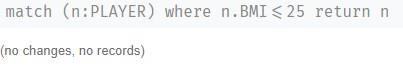 match (n:PLAYER) where n.BMI<=25 return n
(no changes, no records)